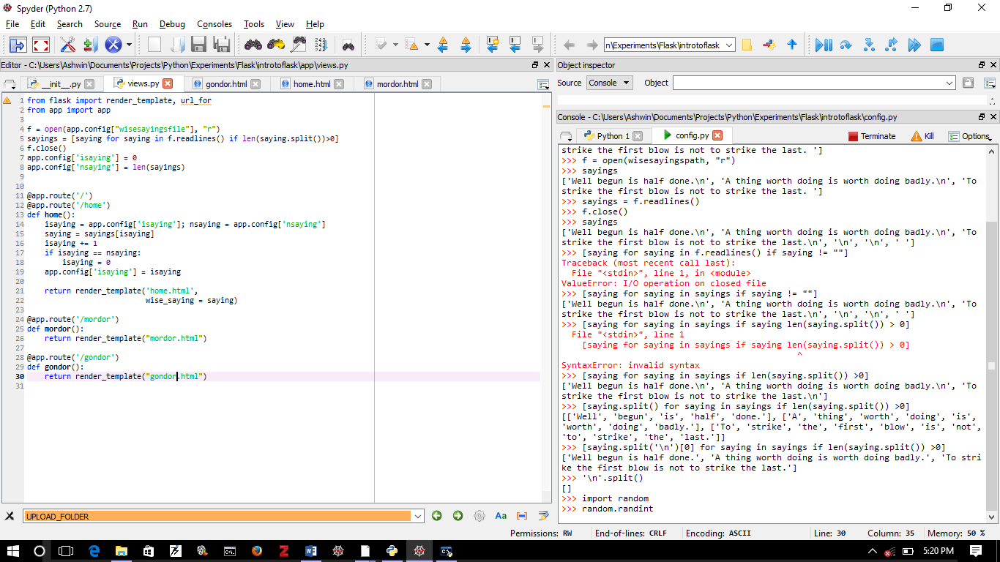 Spyder (Python 2.7)
File Edit Search Source Run Debug Consoles Tools View Help
n\Experiments\Flask\introtoflask
Editor - C:\Users\Ashwin\Documents\Projects\Python\Experiments\Flask\introtoflask\app\views.py
__init__.py views.py gondor.html home.html mordor.html
1 from flask import render_template, url_for
2 from app import app
3
4 f = open(app.config["wisesayingsfile"], "r")
5 sayings = [saying for saying in f.readlines() if len(saying.split())>0]
6 f.close()
7 app.config['isaying'] = 0
8 app.config['nsaying'] = len(sayings)
9
10
11 @app.route('/')
12 @app.route('/home')
13 def home():
14     isaying = app.config['isaying']; nsaying = app.config['nsaying']
15     saying = sayings[isaying]
16     isaying += 1
17     if isaying == nsaying:
18         isaying = 0
19     app.config['isaying'] = isaying
20
21     return render_template('home.html',
22                            wise_saying = saying)
23
24 @app.route('/mordor')
25 def mordor():
26     return render_template("mordor.html")
27
28 @app.route('/gondor')
29 def gondor():
30     return render_template("gondor.html")
31
UPLOAD_FOLDER
Aa
Object inspector
Source Console Object
Console - C:\Users\Ashwin\Documents\Projects\Python\Experiments\Flask\introtoflask\config.py
Python 1 config.py Terminate Kill Options
strike the first blow is not to strike the last. ']
>>> f = open(wisesayingspath, "r")
>>> sayings
['Well begun is half done.\n', 'A thing worth doing is worth doing badly.\n', 'To
strike the first blow is not to strike the last. ']
>>> sayings = f.readlines()
>>> f.close()
>>> sayings
['Well begun is half done.\n', 'A thing worth doing is worth doing badly.\n', 'To
strike the first blow is not to strike the last.\n', '\n', '\n', ' ']
>>> [saying for saying in f.readlines() if saying != ""]
Traceback (most recent call last):
  File "<stdin>", line 1, in <module>
ValueError: I/O operation on closed file
>>> [saying for saying in sayings if saying != ""]
['Well begun is half done.\n', 'A thing worth doing is worth doing badly.\n', 'To
strike the first blow is not to strike the last.\n', '\n', '\n', ' ']
>>> [saying for saying in sayings if saying len(saying.split()) > 0]
  File "<stdin>", line 1
    [saying for saying in sayings if saying len(saying.split()) > 0]
                                              ^
SyntaxError: invalid syntax
>>> [saying for saying in sayings if len(saying.split()) >0]
['Well begun is half done.\n', 'A thing worth doing is worth doing badly.\n', 'To
strike the first blow is not to strike the last.\n']
>>> [saying.split() for saying in sayings if len(saying.split()) >0]
[['Well', 'begun', 'is', 'half', 'done.'], ['A', 'thing', 'worth', 'doing', 'is',
'worth', 'doing', 'badly.'], ['To', 'strike', 'the', 'first', 'blow', 'is', 'not',
'to', 'strike', 'the', 'last.']]
>>> [saying.split('\n')[0] for saying in sayings if len(saying.split()) >0]
['Well begun is half done.', 'A thing worth doing is worth doing badly.', 'To stri
ke the first blow is not to strike the last.']
>>> '\n'.split()
[]
>>> import random
>>> random.randint
Permissions: RW End-of-lines: CRLF Encoding: ASCII Line: 30 Column: 35 Memory: 50 %
5:20 PM